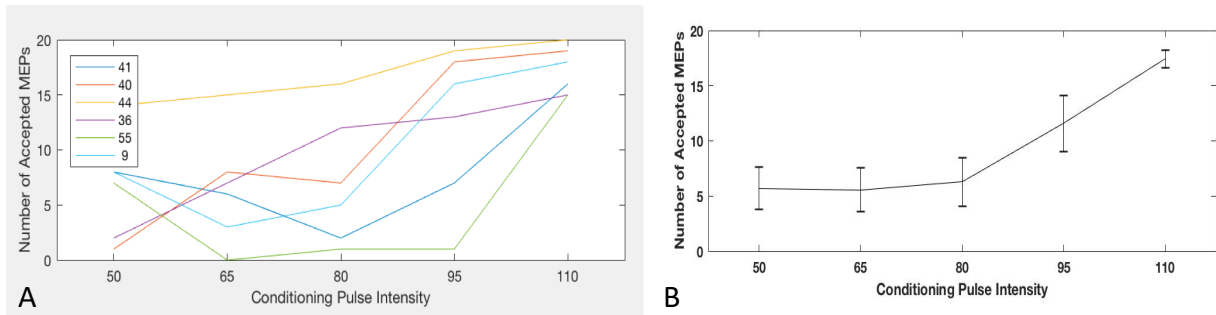 Number of Accepted MEPs
20
15
10
5
0
41
40
44
36
55
9
50 65 80 95 110
Conditioning Pulse Intensity
A
Number of Accepted MEPs
20
15
10
5
0
50 65 80 95 110
Conditioning Pulse Intensity
B